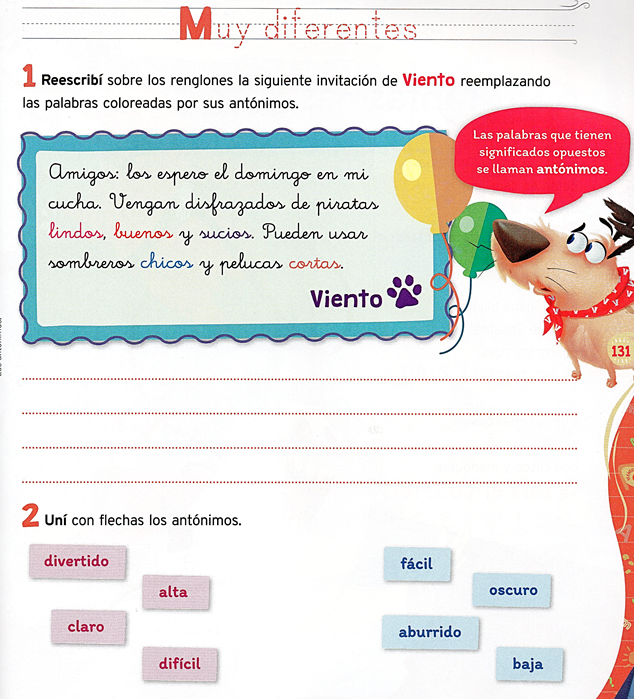 Muy diferentes
1 Reescribí sobre los renglones la siguiente invitación de Viento reemplazando
las palabras coloreadas por sus antónimos.
Las palabras que tienen
significados opuestos
se llaman antónimos.
Amigos: los espero el domingo en mi
cucha. Vengan disfrazados de piratas
lindos, buenos y sucios. Pueden usar
sombreros chicos y pelucas cortas.
Viento
131
2 Uní con flechas los antónimos.
divertido
fácil
alta
oscuro
claro
aburrido
difícil
baja